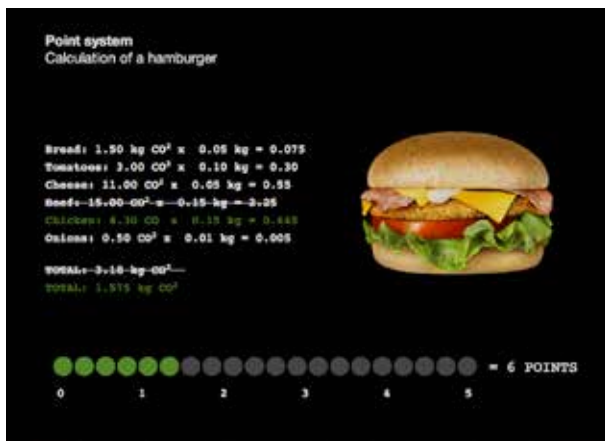 Point system
Calculation of a hamburger
Bread: 1.50 kg CO² x 0.05 kg = 0.075
Tomatoes: 3.00 CO² x 0.10 kg = 0.30
Cheese: 11.00 CO² x 0.05 kg = 0.55
Beef: 15.00 CO² x 0.15 kg = 2.25
Chicken: 4.30 CO x 0.15 kg = 0.645
Onions: 0.50 CO² x 0.01 kg = 0.005
TOTAL: 3.18 kg CO²
TOTAL: 1.575 kg CO²
= 6 POINTS
0 1 2 3 4 5